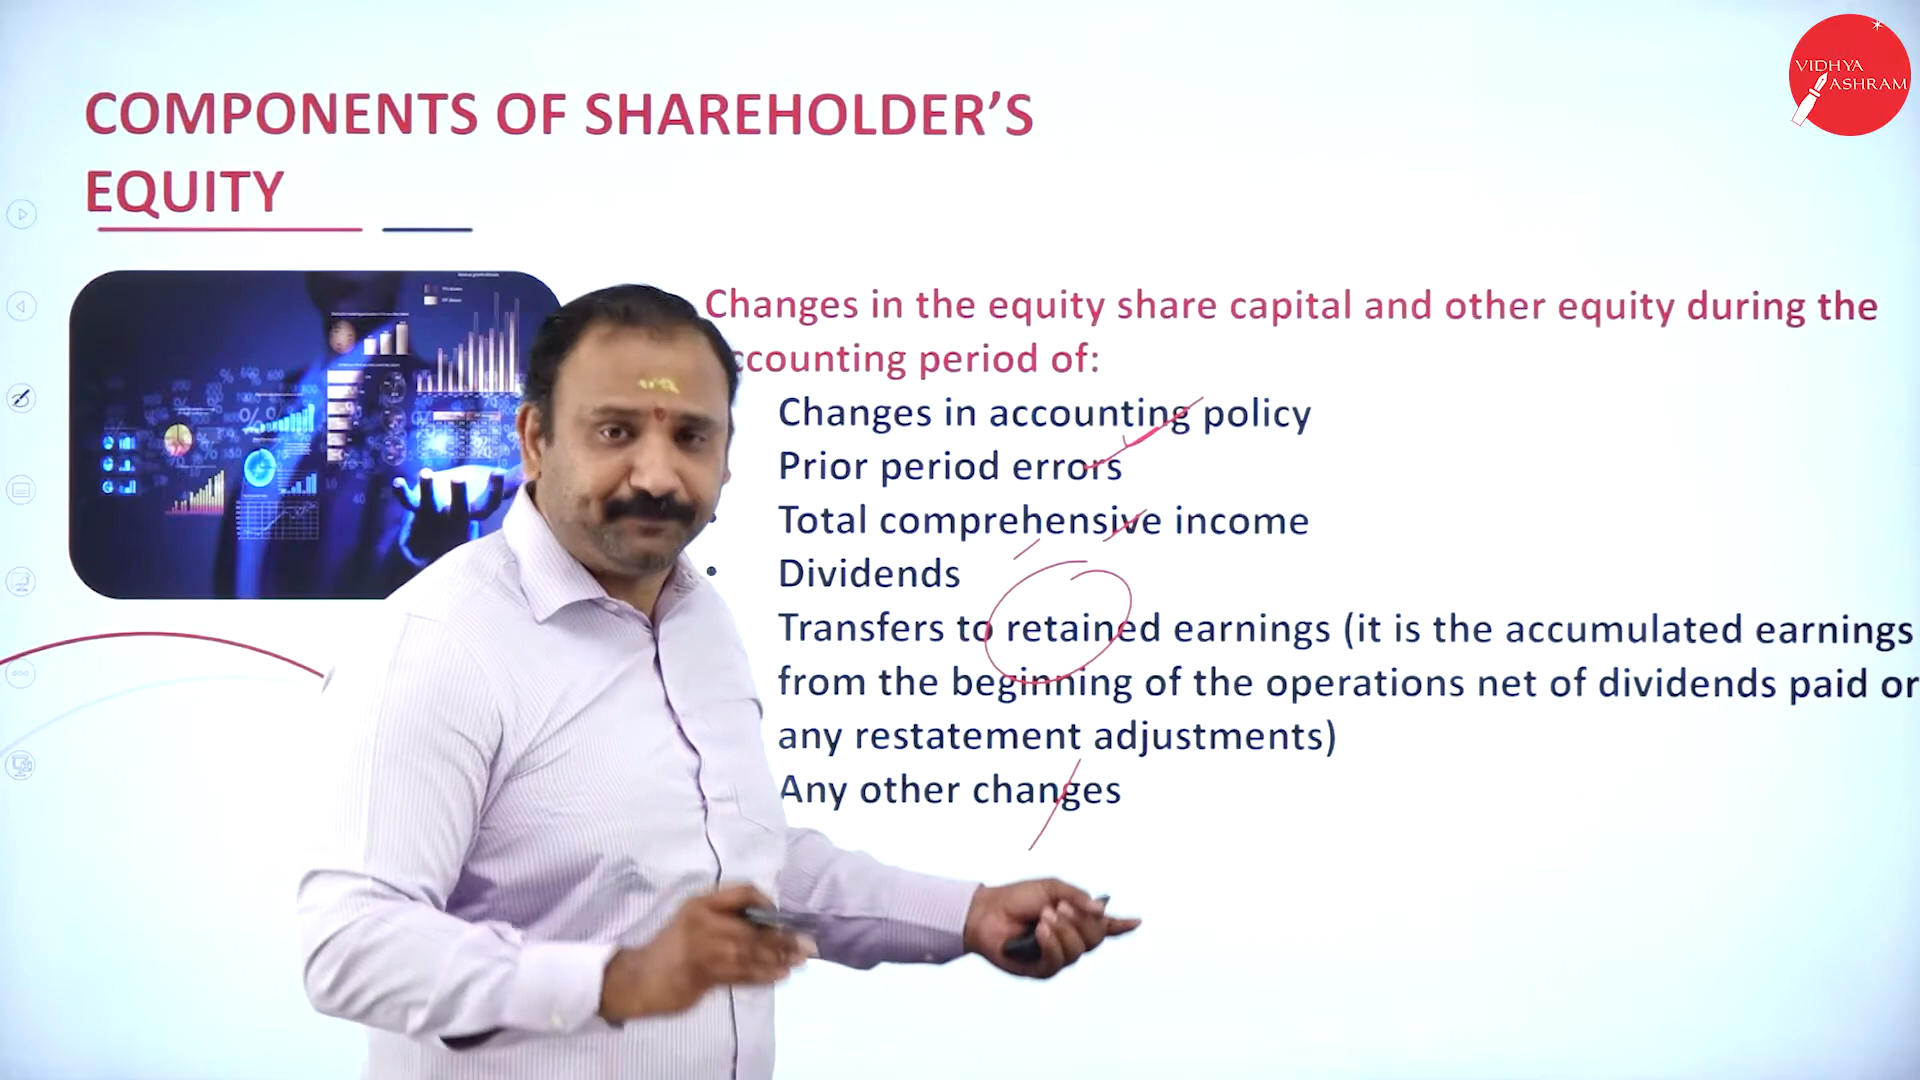 VIDHYA
ASHRAM
COMPONENTS OF SHAREHOLDER’S
EQUITY
Changes in the equity share capital and other equity during the
ccounting period of:
Changes in accounting policy
Prior period errors
• Total comprehensive income
• Dividends
Transfers to retained earnings (it is the accumulated earnings
from the beginning of the operations net of dividends paid or
any restatement adjustments)
Any other changes